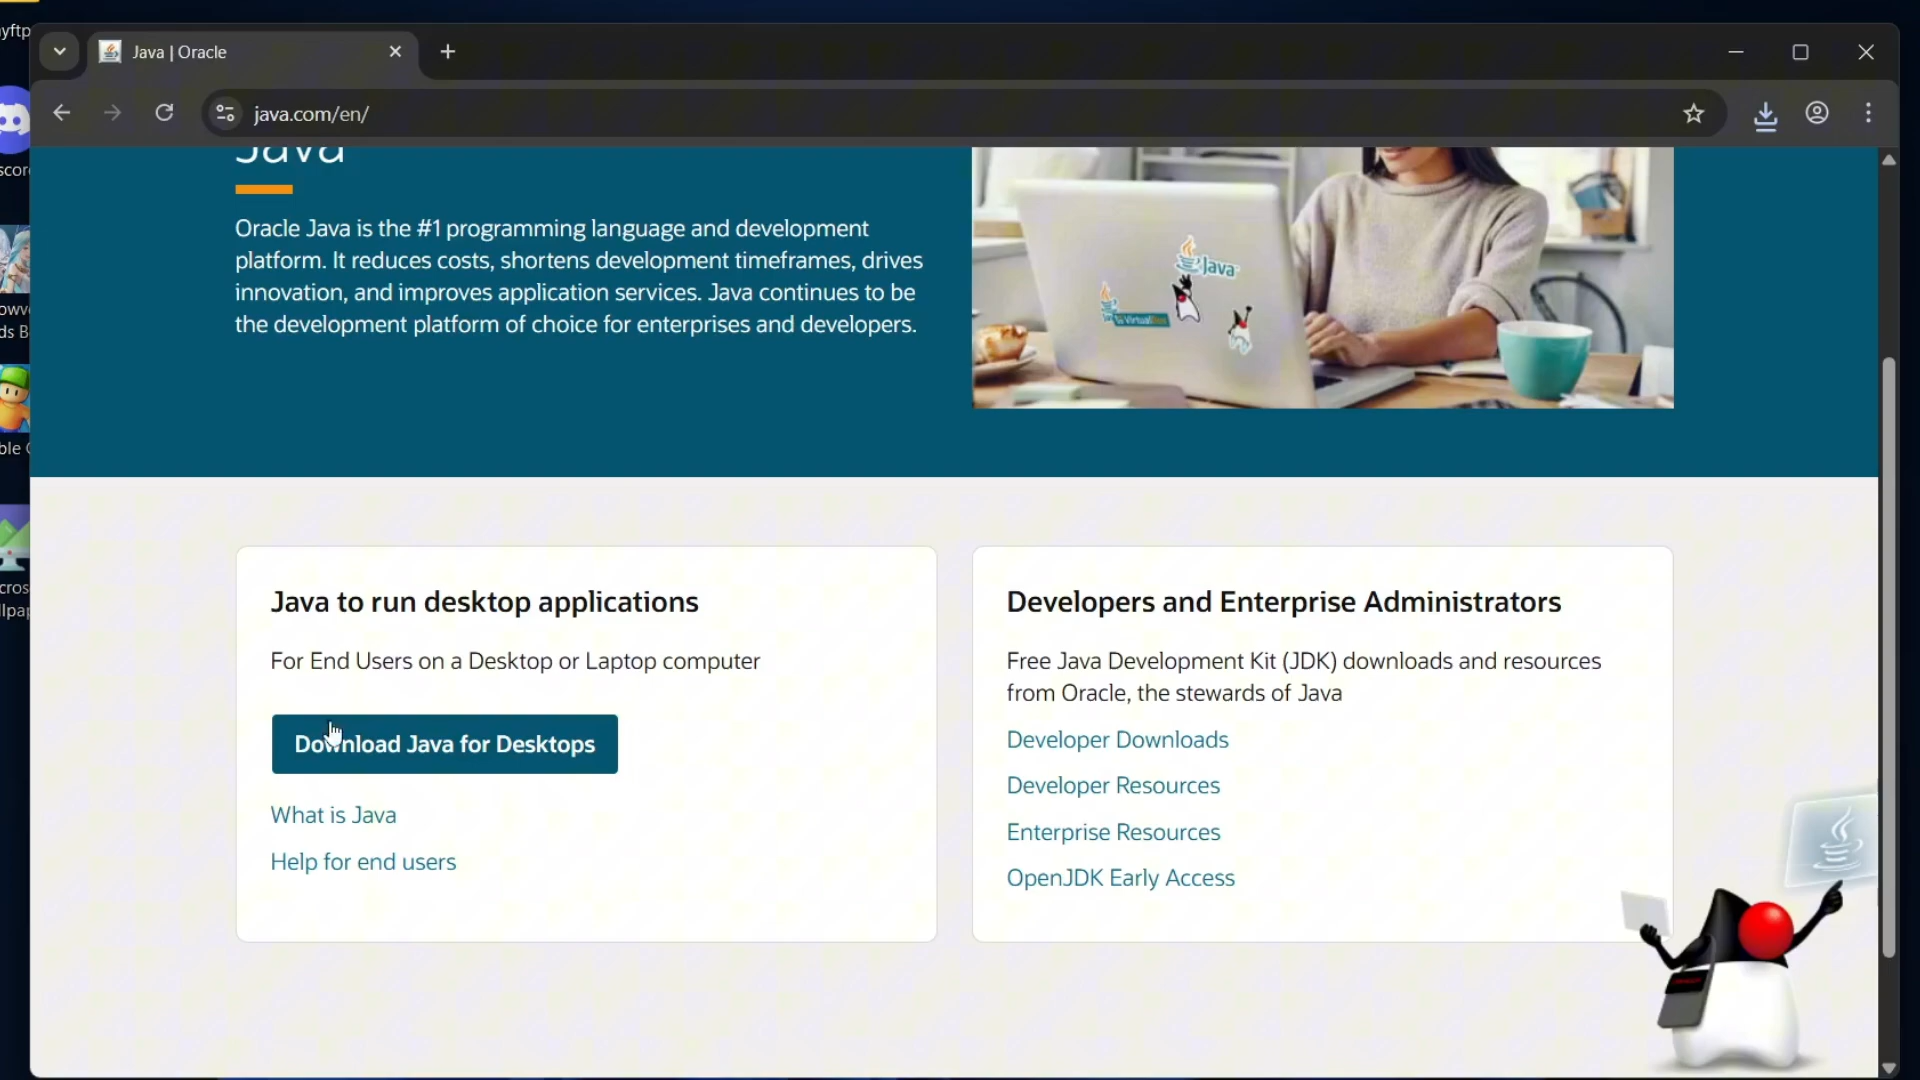 yftp
Java | Oracle
java.com/en/
Java
Oracle Java is the #1 programming language and development
platform. It reduces costs, shortens development timeframes, drives
innovation, and improves application services. Java continues to be
the development platform of choice for enterprises and developers.
Java
Java to run desktop applications
For End Users on a Desktop or Laptop computer
Download Java for Desktops
What is Java
Help for end users
Developers and Enterprise Administrators
Free Java Development Kit (JDK) downloads and resources
from Oracle, the stewards of Java
Developer Downloads
Developer Resources
Enterprise Resources
OpenJDK Early Access